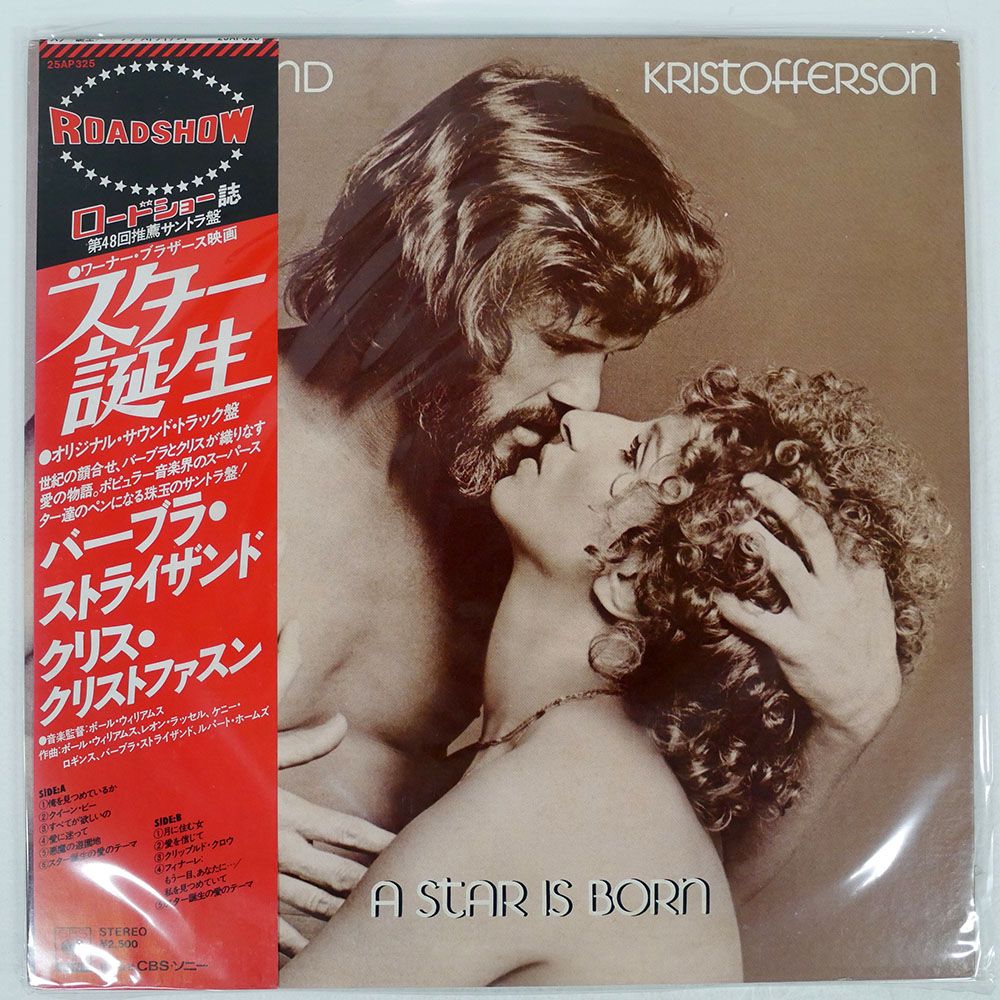 25AP325
ROADSHOW
ロードショー誌
第48回推薦サントラ盤
●ワーナー・ブラザース映画
スター
誕生
●オリジナル・サウンド・トラック盤
世紀の顔合せ、バーブラとクリスが織りなす
愛の物語。ポピュラー音楽界のスーパース
ター達のペンになる珠玉のサントラ盤!
バーブラ・
ストライザンド
クリス・
クリストファスン
●音楽監督:ポール・ウィリアムス
作曲:ポール・ウィリアムス、レオン・ラッセル、ケニー・
ロギンス、バーブラ・ストライザンド、ルパート・ホームズ
SIDE:A
①俺を見つめているか
②クイーン・ビー
③すべてが欲しいの
④愛に迷って
⑤悪魔の遊園地
⑥スター誕生の愛のテーマ
SIDE:B
①月に住む女
②愛を信じて
③クリップルド・クロウ
④フィナーレ:
もう一目、あなたに…/
私を見つめていて
⑤スター誕生の愛のテーマ
STEREO
¥2,500
CBS・ソニー
ND
KRISTOFFERSON
A STAR IS BORN